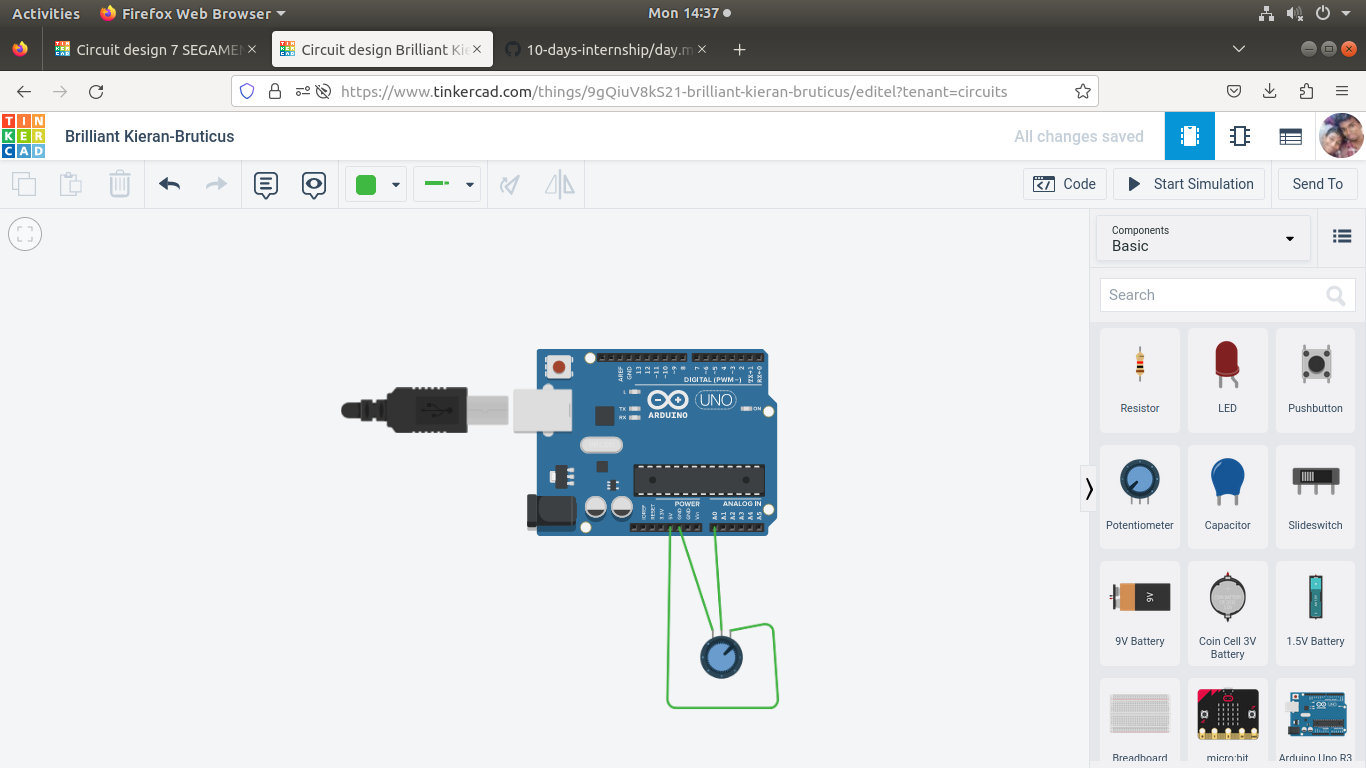 Activities Firefox Web Browser Mon 14:37
Circuit design 7 SEGAMEN Circuit design Brilliant Kie 10-days-internship/day.m
https://www.tinkercad.com/things/9gQiuV8kS21-brilliant-kieran-bruticus/editel?tenant=circuits
TIN
KER
CAD
Brilliant Kieran-Bruticus All changes saved
Code Start Simulation Send To
Components
Basic
Search
Resistor LED Pushbutton
Potentiometer Capacitor Slideswitch
9V
9V Battery Coin Cell 3V Battery 1.5V Battery
Breadboard micro:bit Arduino Uno R3
AREF GND 13 12 ~11 ~10 ~9 8 7 ~6 ~5 4 ~3 2 TX→1 RX←0
DIGITAL (PWM~)
L
TX
RX
ARDUINO
UNO
ON
POWER ANALOG IN
IOREF RESET 3.3V 5V GND GND Vin A0 A1 A2 A3 A4 A5